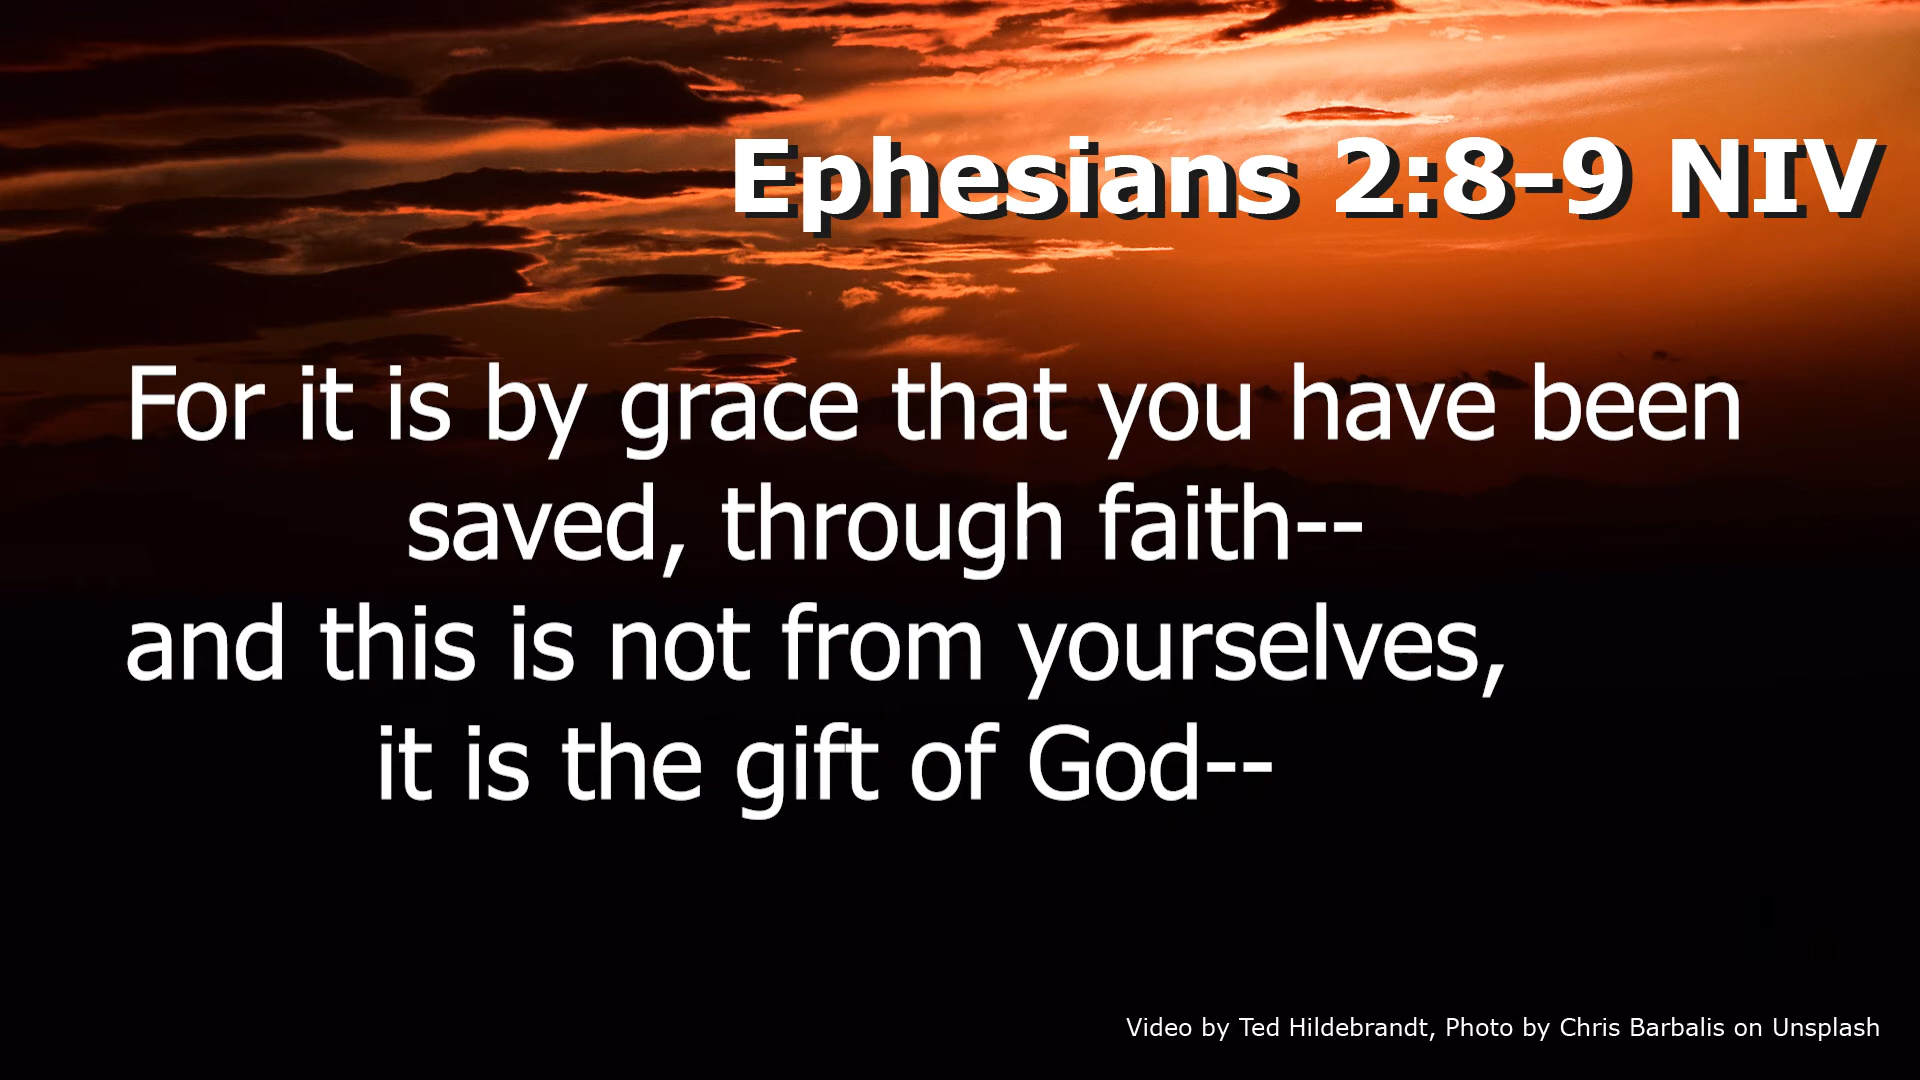 Ephesians 2:8-9 NIV
For it is by grace that you have been
saved, through faith--
and this is not from yourselves,
it is the gift of God--
Video by Ted Hildebrandt, Photo by Chris Barbalis on Unsplash